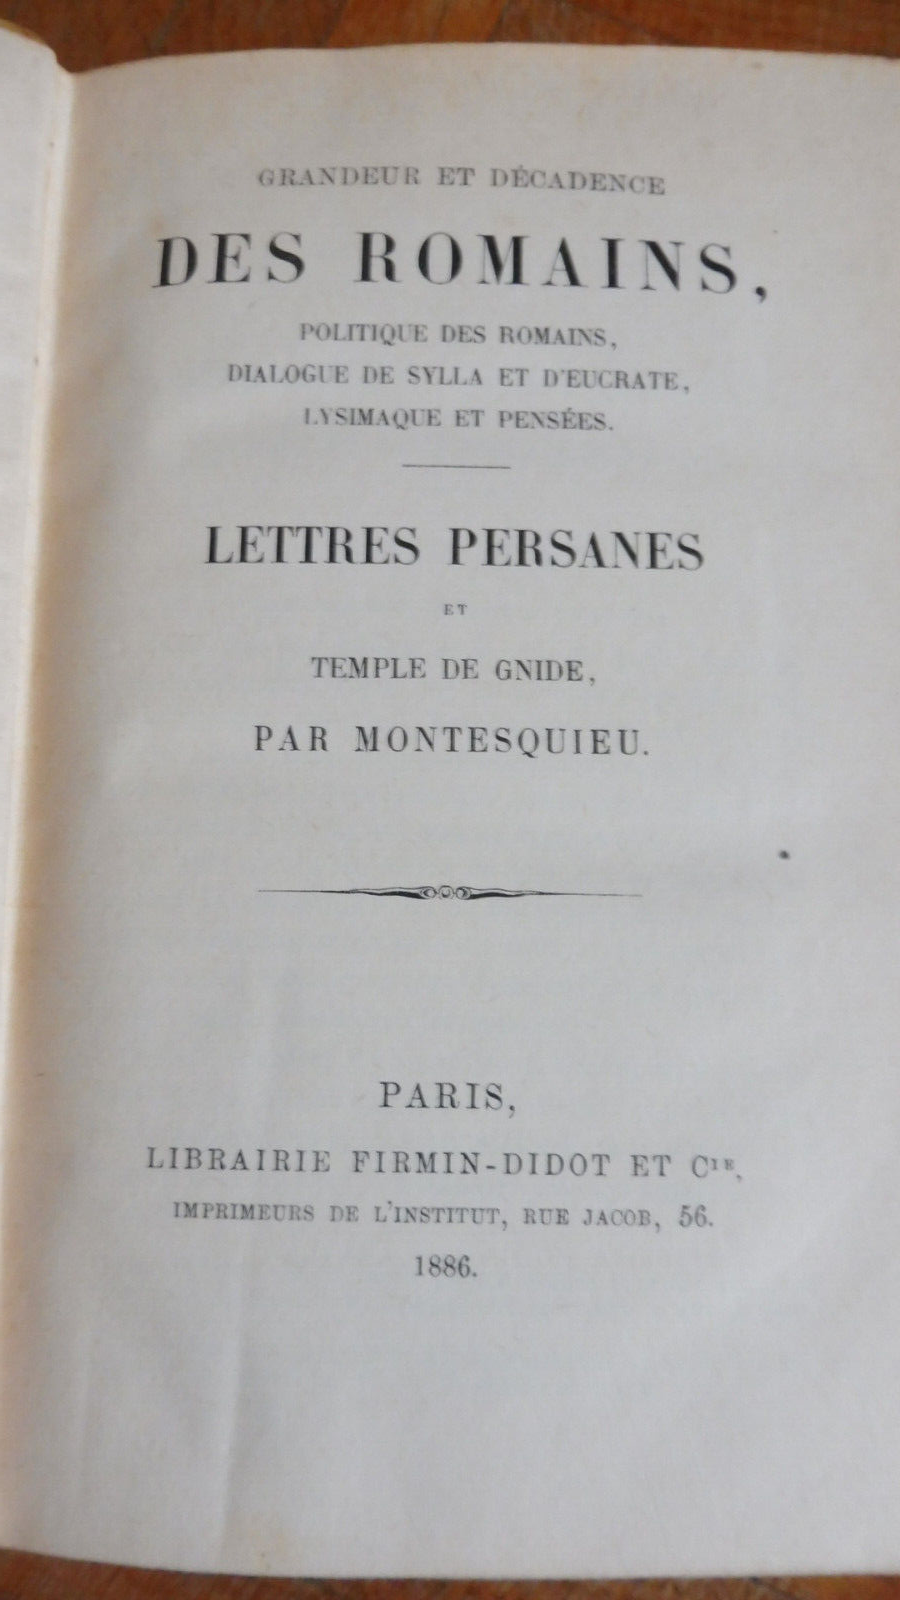 GRANDEUR ET DÉCADENCE
DES ROMAINS,
POLITIQUE DES ROMAINS,
DIALOGUE DE SYLLA ET D'EUCRATE,
LYSIMAQUE ET PENSÉES.
LETTRES PERSANES
ET
TEMPLE DE GNIDE,
PAR MONTESQUIEU.
PARIS,
LIBRAIRIE FIRMIN-DIDOT ET CIE,
IMPRIMEURS DE L'INSTITUT, RUE JACOB, 56.
1886.